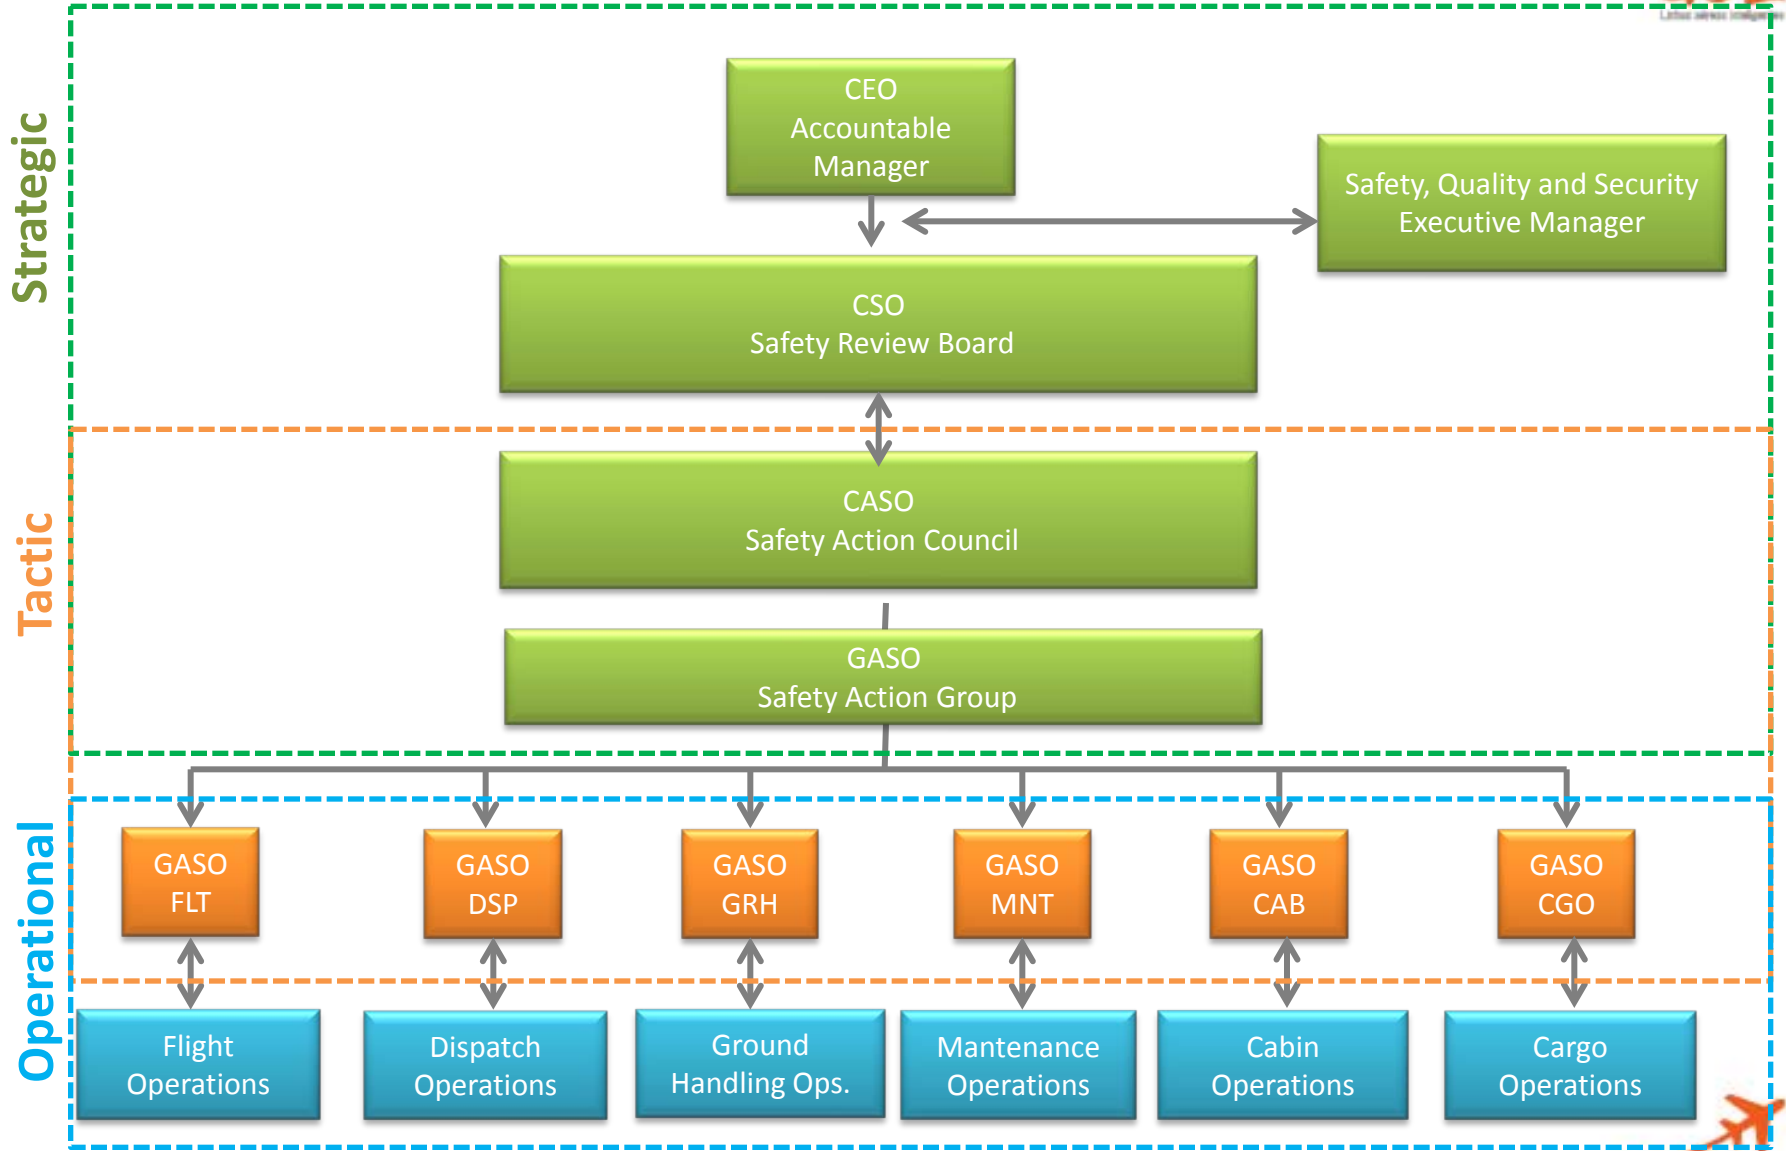 Strategic
CEO
Accountable
Manager
Safety, Quality and Security
Executive Manager
CSO
Safety Review Board
Tactic
CASO
Safety Action Council
GASO
Safety Action Group
Operational
GASO
FLT
GASO
DSP
GASO
GRH
GASO
MNT
GASO
CAB
GASO
CGO
Flight
Operations
Dispatch
Operations
Ground
Handling Ops.
Mantenance
Operations
Cabin
Operations
Cargo
Operations